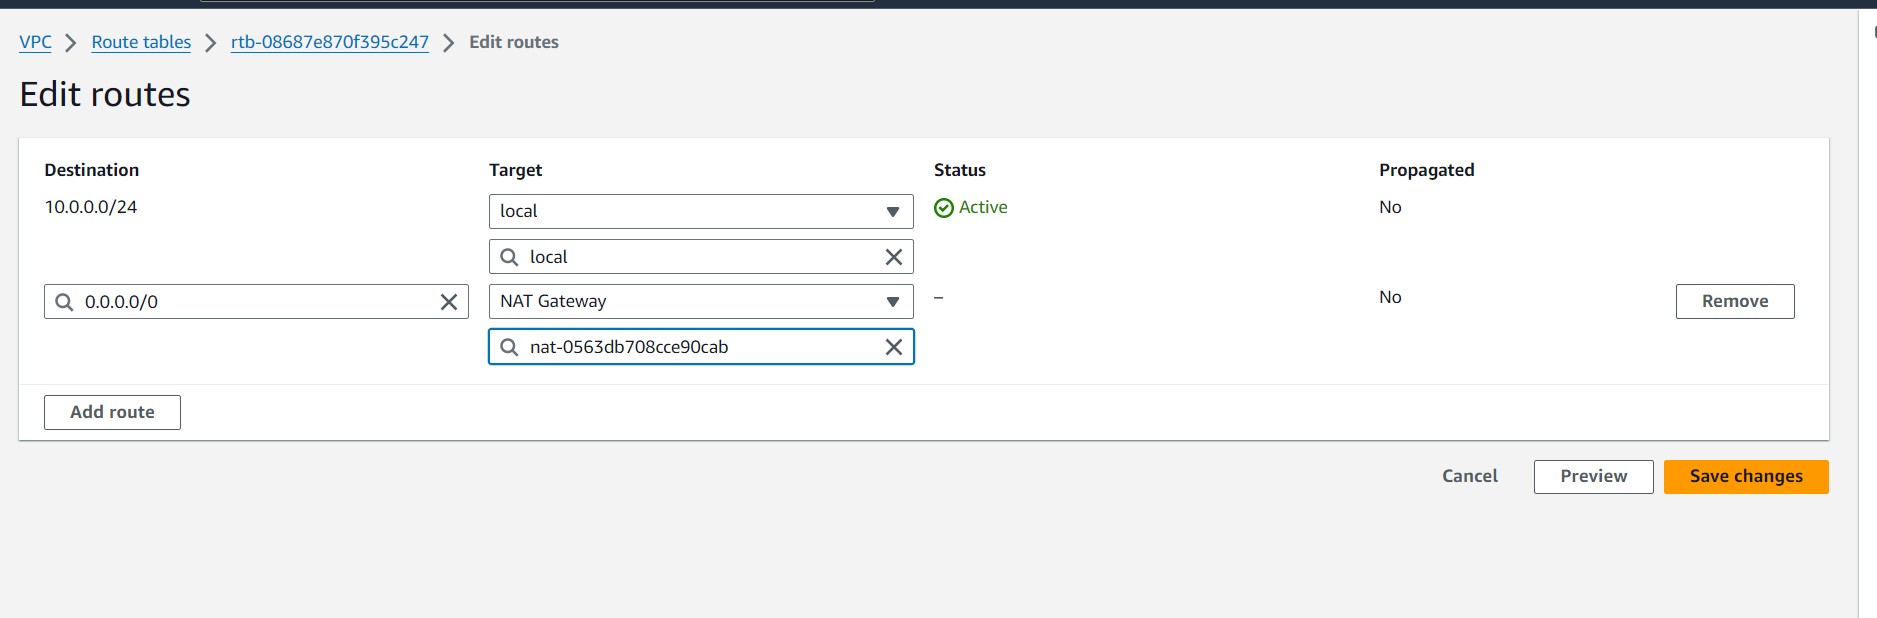 VPC > Route tables > rtb-08687e870f395c247 > Edit routes
Edit routes
Destination Target Status Propagated
10.0.0.0/24 local Active No
local
0.0.0.0/0 NAT Gateway – No Remove
nat-0563db708cce90cab
Add route
Cancel Preview Save changes